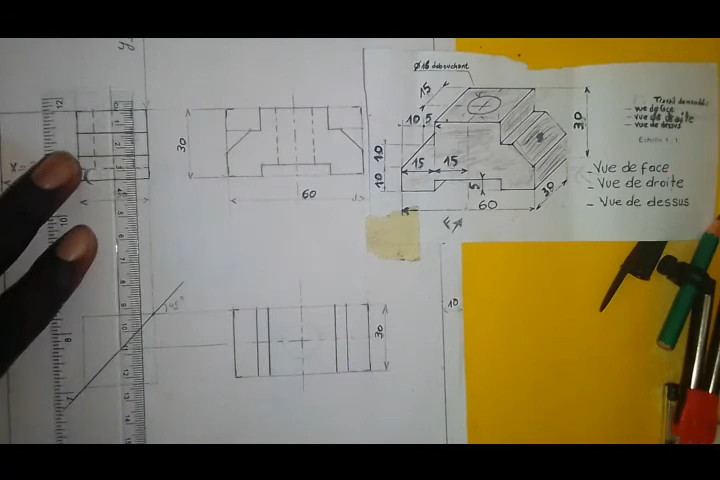 Ø16 débouchant
15
10 5
10
10
15 15
5
60
30
30
F
Travail demandé:
- vue de face
- vue de droite
- vue de dessus
Echelle 1:1
- Vue de face
- Vue de droite
- Vue de dessus
30
60
30
10
45°
X =
y